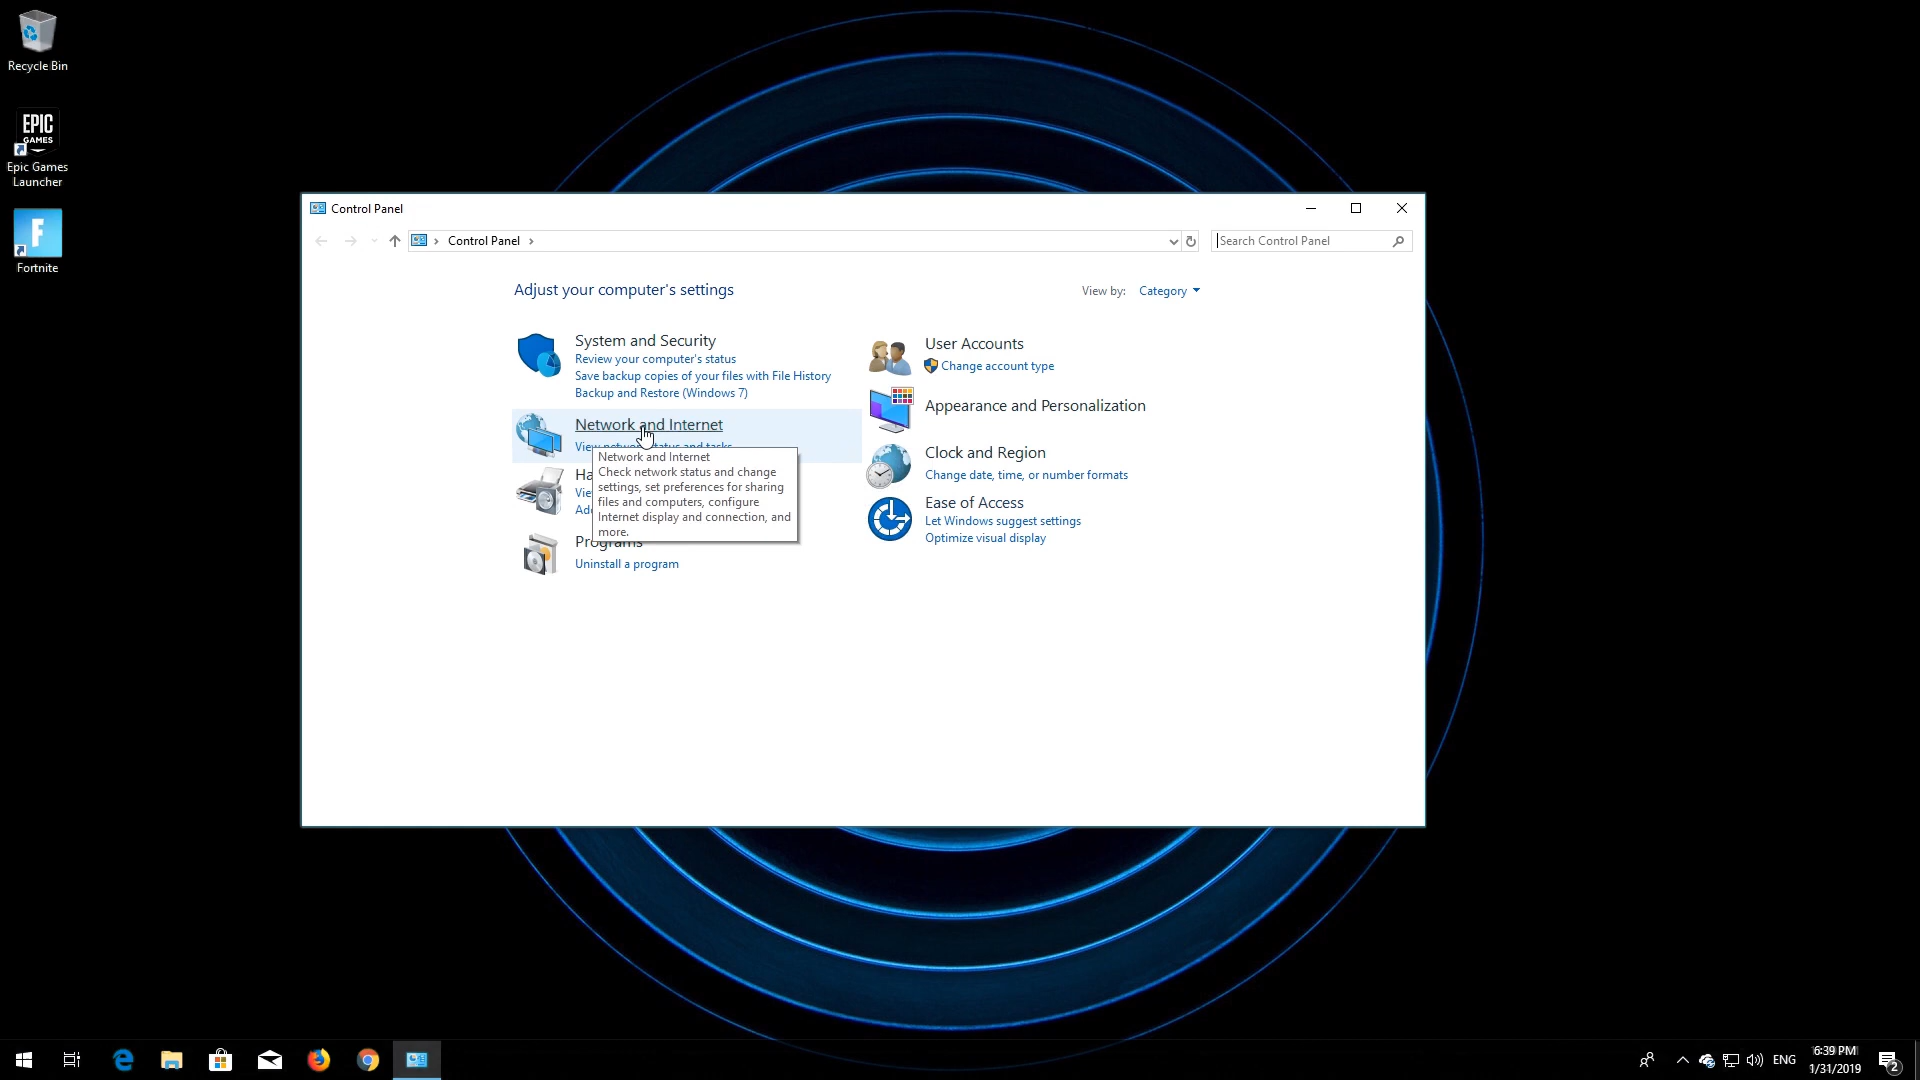 Recycle Bin
EPIC
GAMES
Epic Games
Launcher
F
Fortnite
Control Panel
Control Panel
Search Control Panel
Adjust your computer's settings
View by: Category
System and Security
Review your computer's status
Save backup copies of your files with File History
Backup and Restore (Windows 7)
Network and Internet
View network status and tasks
Network and Internet
Check network status and change
settings, set preferences for sharing
files and computers, configure
Internet display and connection, and
more.
Ha
Vie
Add
Programs
Uninstall a program
User Accounts
Change account type
Appearance and Personalization
Clock and Region
Change date, time, or number formats
Ease of Access
Let Windows suggest settings
Optimize visual display
ENG
6:39 PM
1/31/2019
2